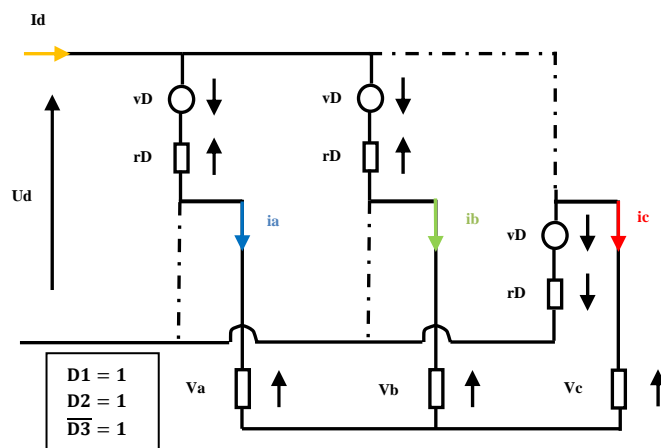 Id
vD
vD
rD
rD
Ud
ia
ib
ic
vD
rD
D1 = 1
D2 = 1
D̅3̅ = 1
Va
Vb
Vc